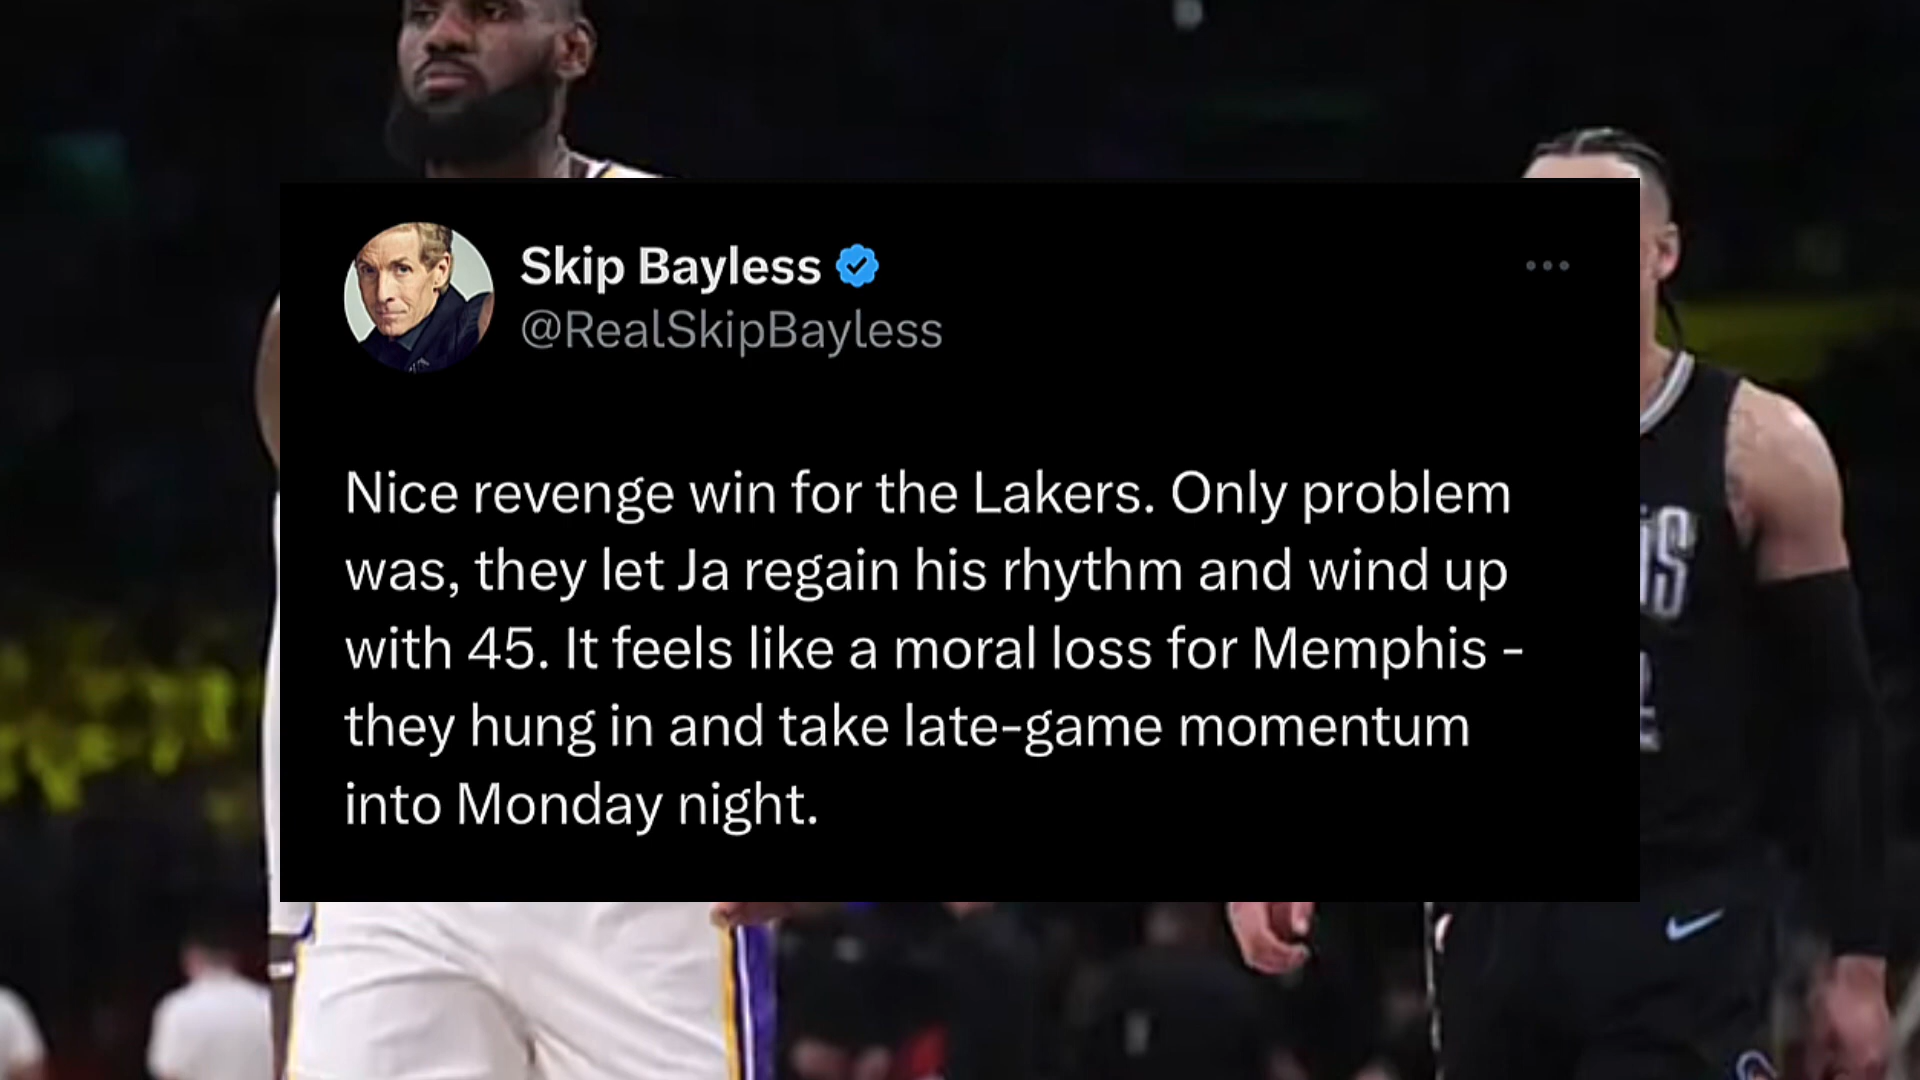 Skip Bayless
@RealSkipBayless
Nice revenge win for the Lakers. Only problem
was, they let Ja regain his rhythm and wind up
with 45. It feels like a moral loss for Memphis -
they hung in and take late-game momentum
into Monday night.